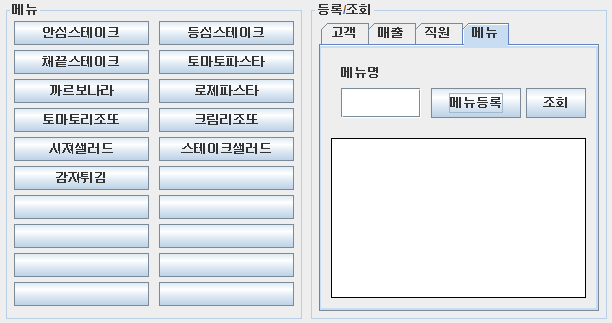 메뉴
안심스테이크 등심스테이크
채끝스테이크 토마토파스타
까르보나라 로제파스타
토마토리조또 크림리조또
시저샐러드 스테이크샐러드
감자튀김
등록/조회
고객 매출 직원 메뉴
메뉴명
메뉴등록 조회